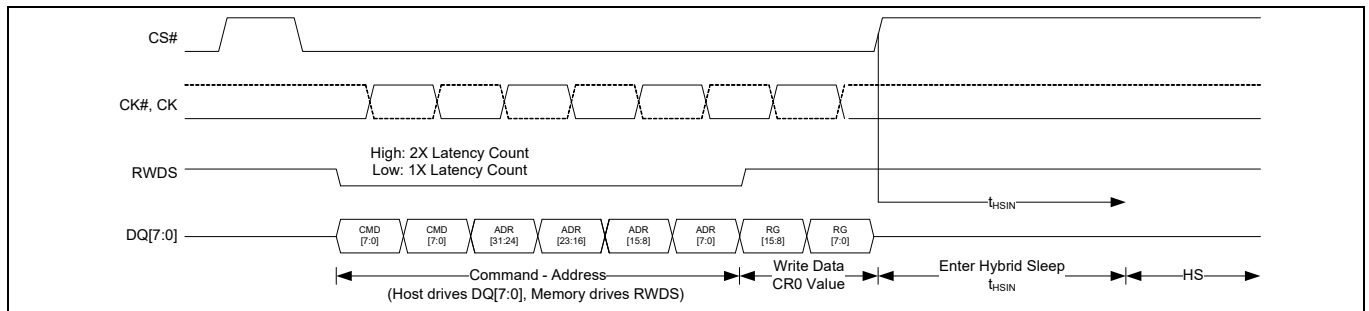 CS#
CK#, CK
High: 2X Latency Count
Low: 1X Latency Count
RWDS
tHSIN
DQ[7:0]
CMD
[7:0]
CMD
[7:0]
ADR
[31:24]
ADR
[23:16]
ADR
[15:8]
ADR
[7:0]
RG
[15:8]
RG
[7:0]
Command - Address
(Host drives DQ[7:0], Memory drives RWDS)
Write Data
CR0 Value
Enter Hybrid Sleep
tHSIN
HS